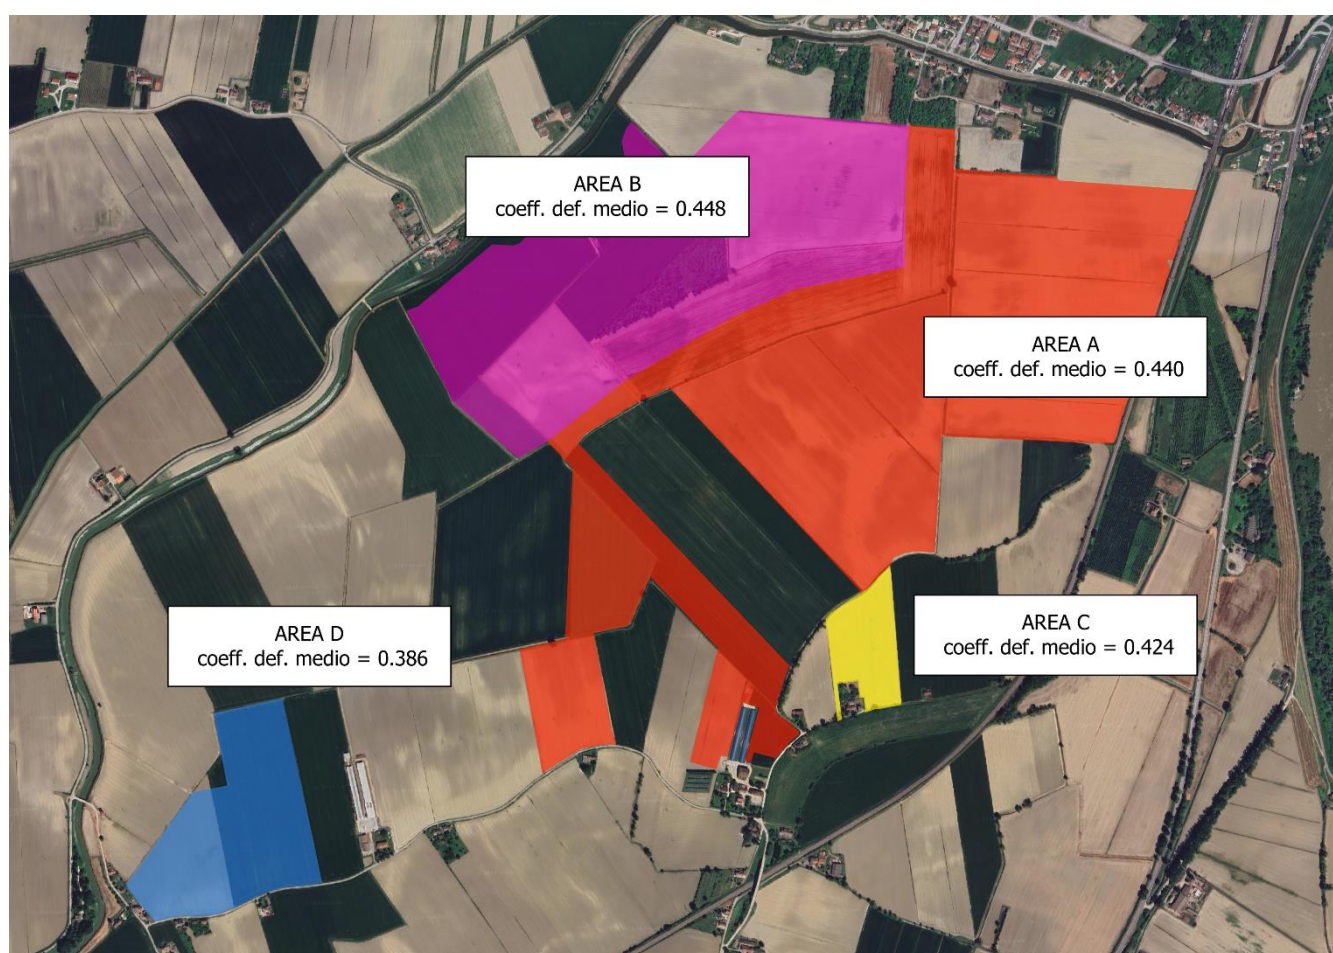 AREA B
coeff. def. medio = 0.448
AREA A
coeff. def. medio = 0.440
AREA C
coeff. def. medio = 0.424
AREA D
coeff. def. medio = 0.386